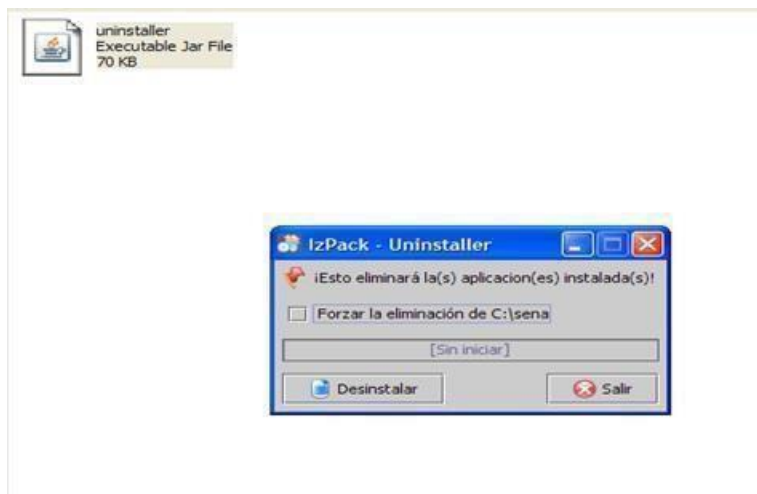 uninstaller
Executable Jar File
70 KB
IzPack - Uninstaller
¡Esto eliminará la(s) aplicacion(es) instalada(s)!
Forzar la eliminación de C:\sena
[Sin iniciar]
Desinstalar
Salir